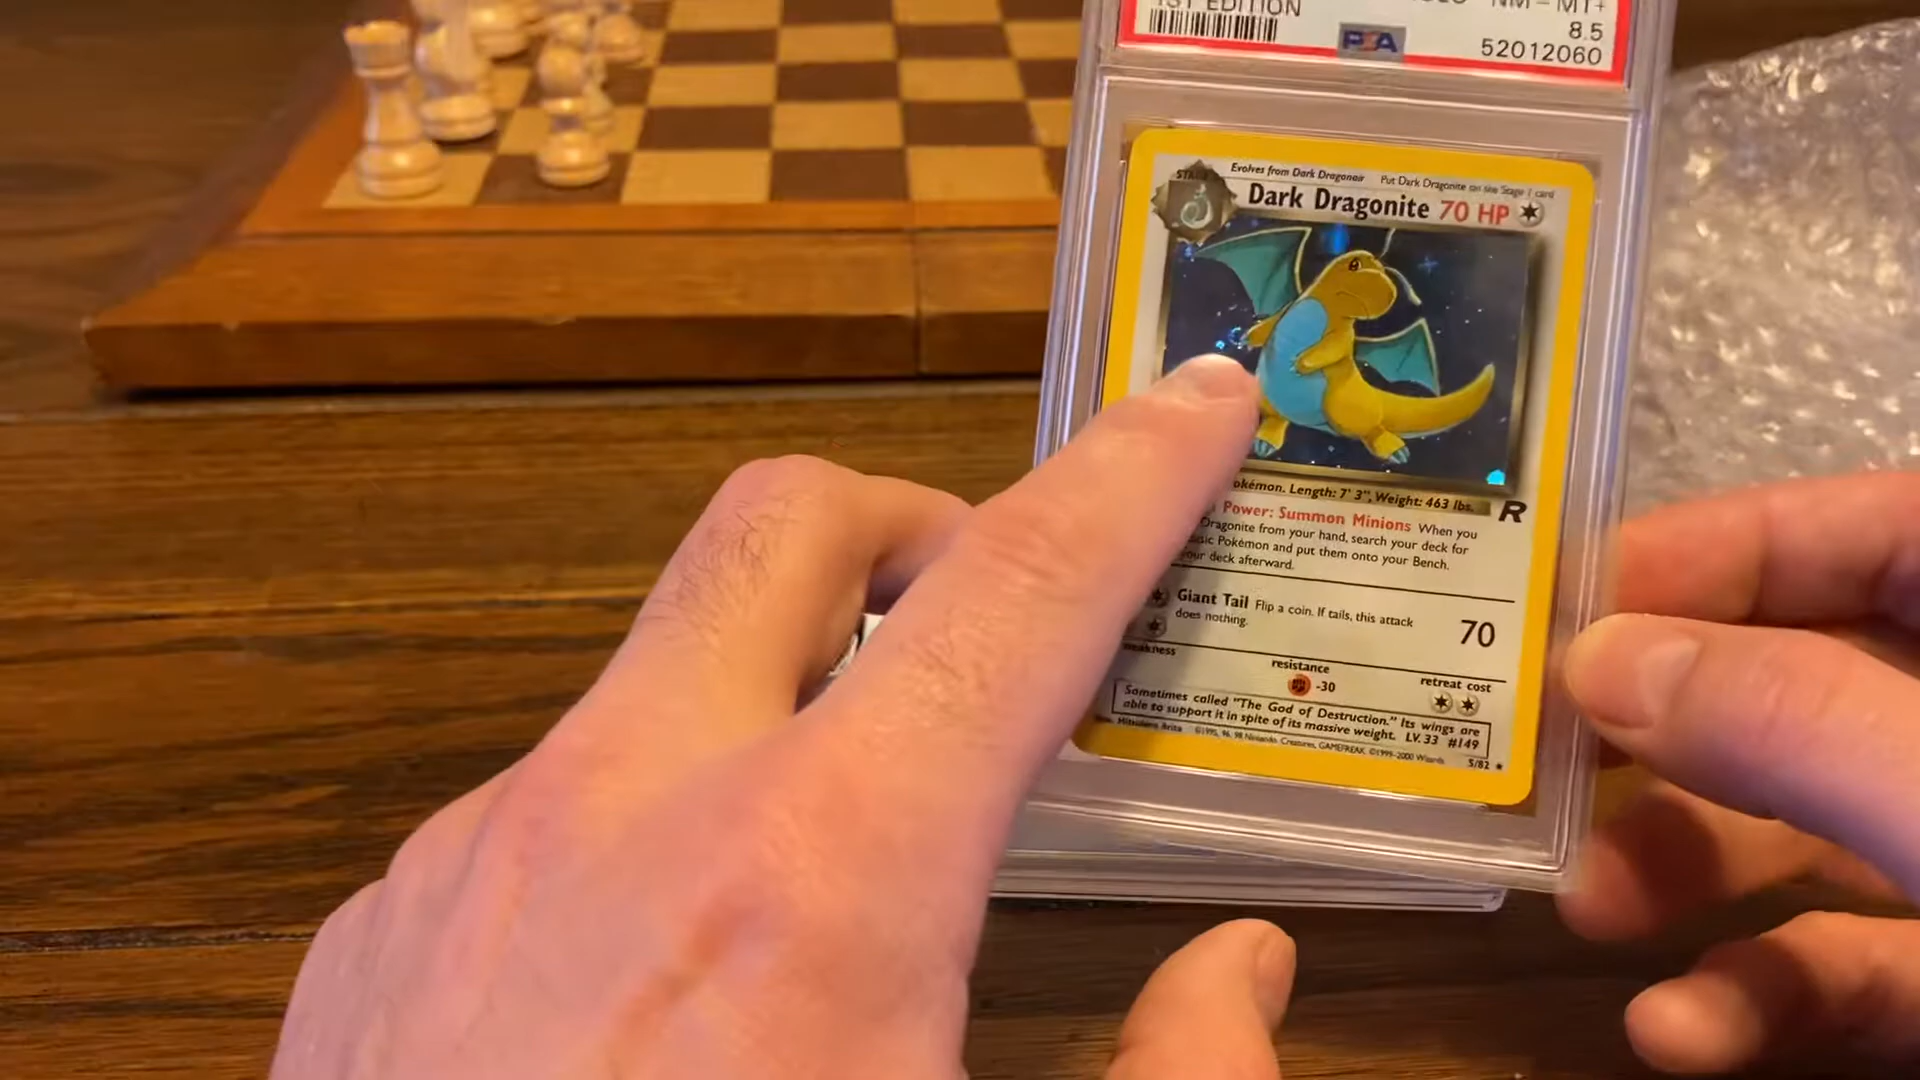 1ST EDITION
NM - MT+
8.5
PSA
52012060
STAGE
Evolves from Dark Dragonair
Put Dark Dragonite on the Stage 1 card
Dark Dragonite 70 HP
okémon. Length: 7' 3", Weight: 463 lbs.
R
Power: Summon Minions When you
Dragonite from your hand, search your deck for
Pokémon and put them onto your Bench.
your deck afterward.
Giant Tail Flip a coin. If tails, this attack
does nothing.
70
weakness
resistance
-30
retreat cost
Sometimes called "The God of Destruction." Its wings are
able to support it in spite of its massive weight. LV. 33 #149
Mitsuhiro Arita ©1995, 96, 98 Nintendo, Creatures, GAMEFREAK. ©1999-2000 Wizards
5/82 ★